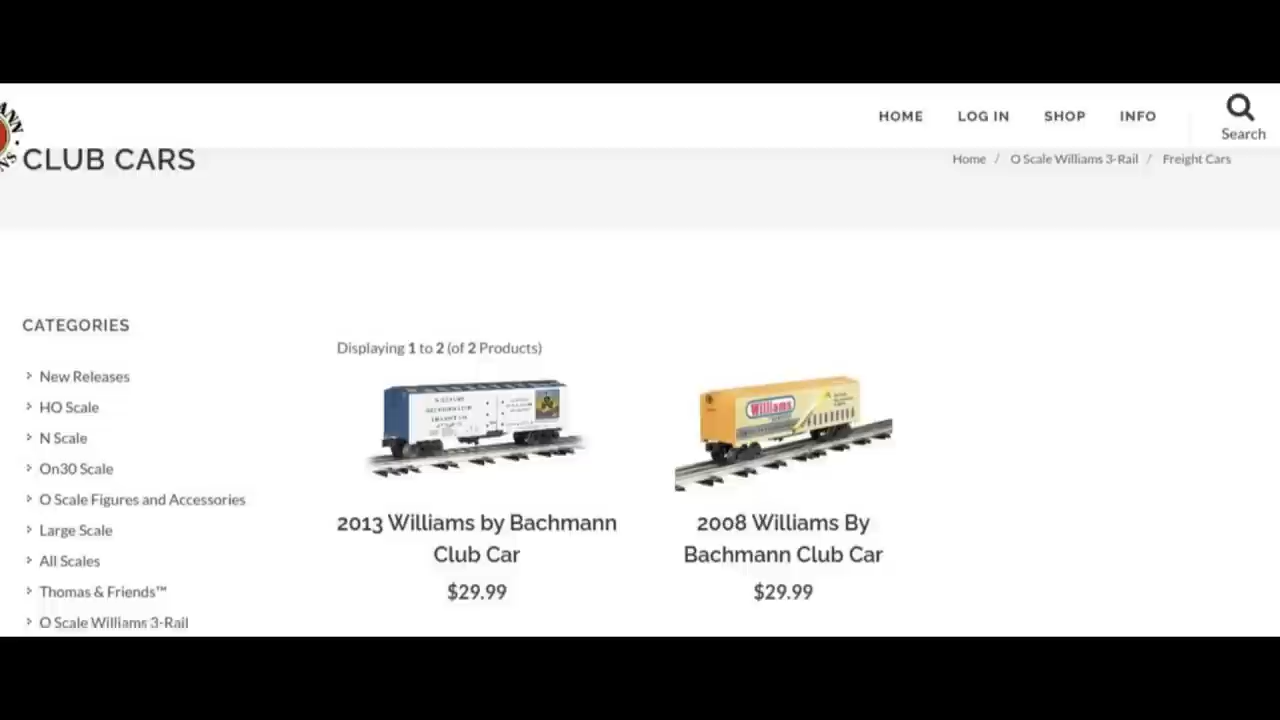 HOME LOG IN SHOP INFO
Search
CLUB CARS
Home / O Scale Williams 3-Rail / Freight Cars
CATEGORIES
Displaying 1 to 2 (of 2 Products)
New Releases
HO Scale
N Scale
On30 Scale
O Scale Figures and Accessories
Large Scale
All Scales
Thomas & Friends™
O Scale Williams 3-Rail
Williams
2013 Williams by Bachmann
Club Car
$29.99
2008 Williams By
Bachmann Club Car
$29.99